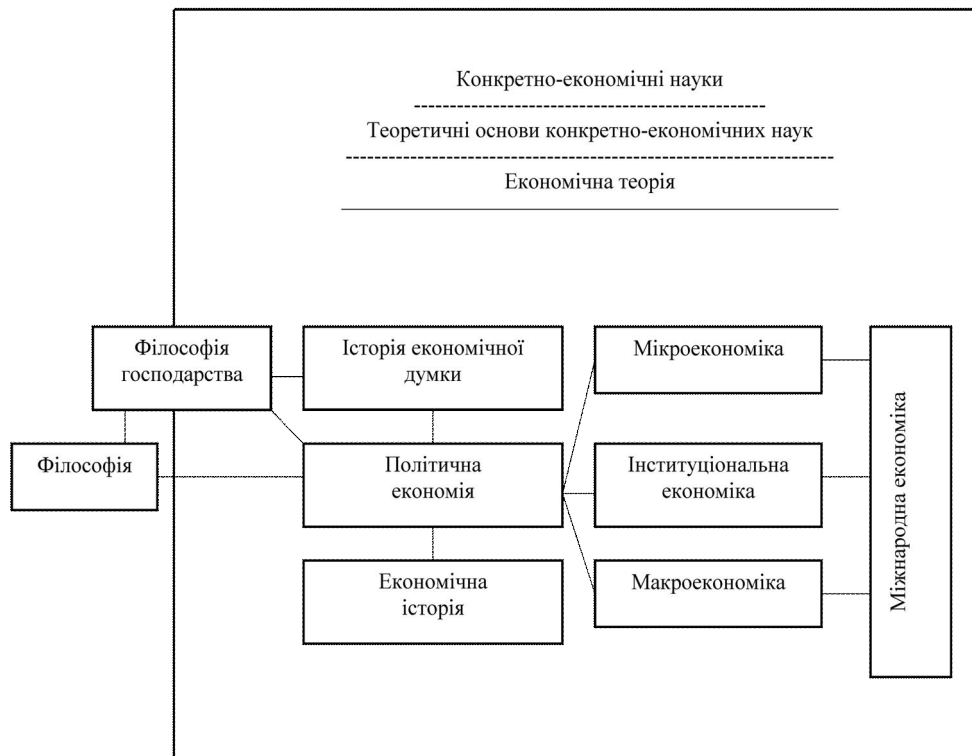 Конкретно-економічні науки
Теоретичні основи конкретно-економічних наук
Економічна теорія
Філософія
господарства
Історія економічної
думки
Мікроекономіка
Філософія
Політична
економія
Інституціональна
економіка
Економічна
історія
Макроекономіка
Міжнародна економіка